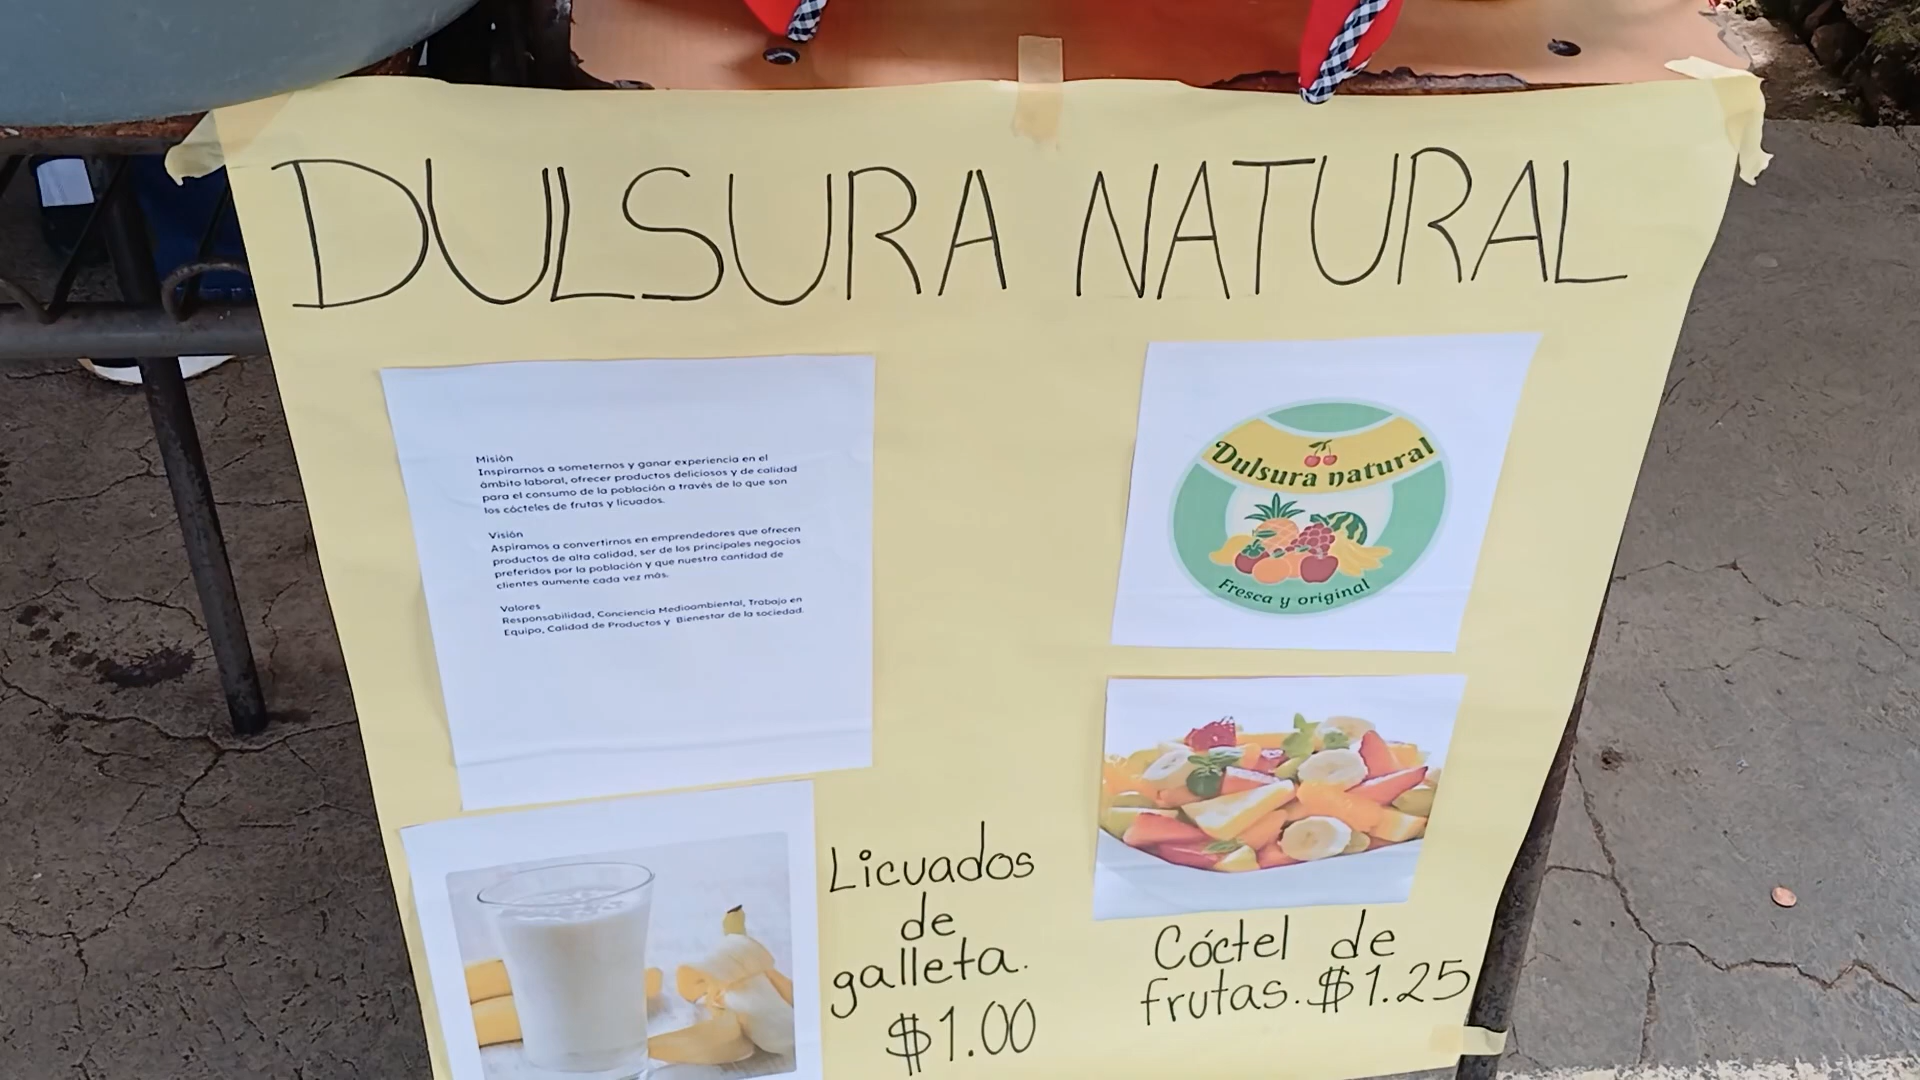 DULSURA NATURAL
Misión
Inspirarnos a someternos y ganar experiencia en el
ámbito laboral, ofrecer productos deliciosos y de calidad
para el consumo de la población a través de lo que son
los cócteles de frutas y licuados.
Visión
Aspiramos a convertirnos en emprendedores que ofrecen
productos de alta calidad, ser de los principales negocios
preferidos por la población y que nuestra cantidad de
clientes aumente cada vez más.
Valores
Responsabilidad, Conciencia Medioambiental, Trabajo en
Equipo, Calidad de Productos y Bienestar de la sociedad.
Dulsura natural
Fresca y original
Licuados
de
galleta.
$1.00
Cóctel de
frutas. $1.25